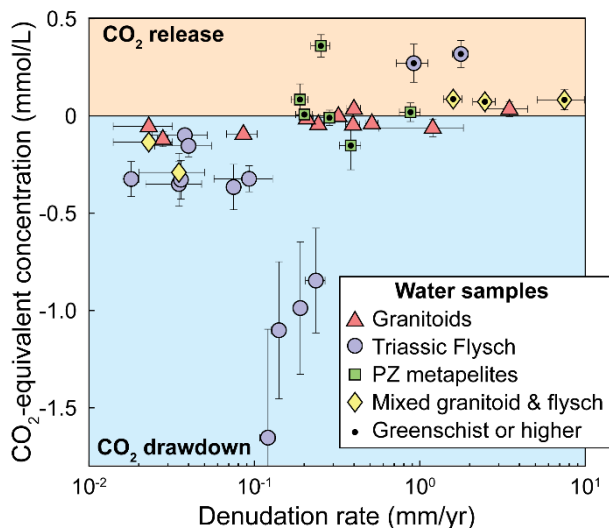 CO₂ release
CO₂-equivalent concentration (mmol/L)
0
-0.5
-1.0
-1.5
CO₂ drawdown
Water samples
Granitoids
Triassic Flysch
PZ metapelites
Mixed granitoid & flysch
Greenschist or higher
10⁻² 10⁻¹ 10⁰ 10¹
Denudation rate (mm/yr)